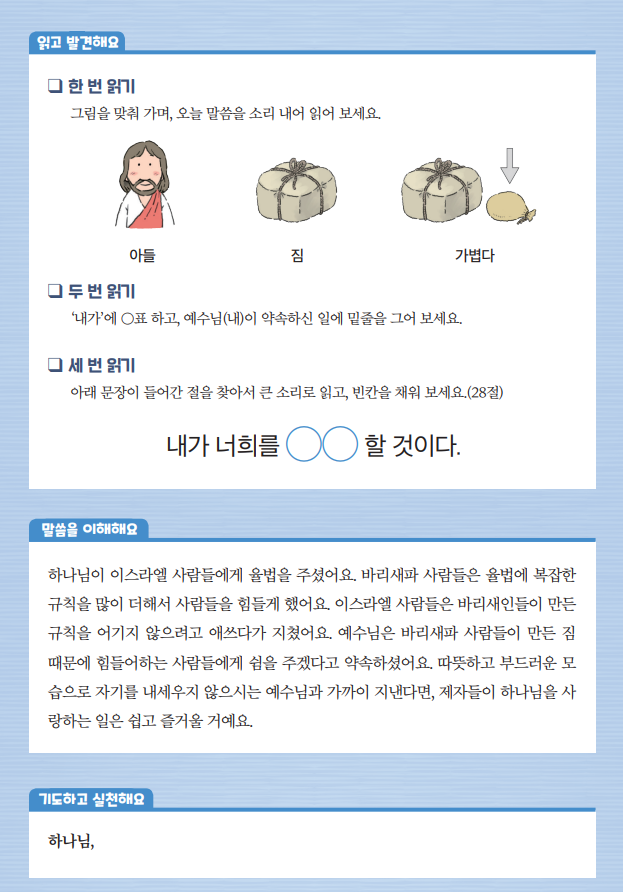 읽고 발견해요
❏ 한 번 읽기
그림을 맞춰 가며, 오늘 말씀을 소리 내어 읽어 보세요.
아들 짐 가볍다
❏ 두 번 읽기
‘내가’에 ○표 하고, 예수님(내)이 약속하신 일에 밑줄을 그어 보세요.
❏ 세 번 읽기
아래 문장이 들어간 절을 찾아서 큰 소리로 읽고, 빈칸을 채워 보세요.(28절)
내가 너희를 ○○ 할 것이다.
말씀을 이해해요
하나님이 이스라엘 사람들에게 율법을 주셨어요. 바리새파 사람들은 율법에 복잡한
규칙을 많이 더해서 사람들을 힘들게 했어요. 이스라엘 사람들은 바리새인들이 만든
규칙을 어기지 않으려고 애쓰다가 지쳤어요. 예수님은 바리새파 사람들이 만든 짐
때문에 힘들어하는 사람들에게 쉼을 주겠다고 약속하셨어요. 따뜻하고 부드러운 모
습으로 자기를 내세우지 않으시는 예수님과 가까이 지낸다면, 제자들이 하나님을 사
랑하는 일은 쉽고 즐거울 거예요.
기도하고 실천해요
하나님,